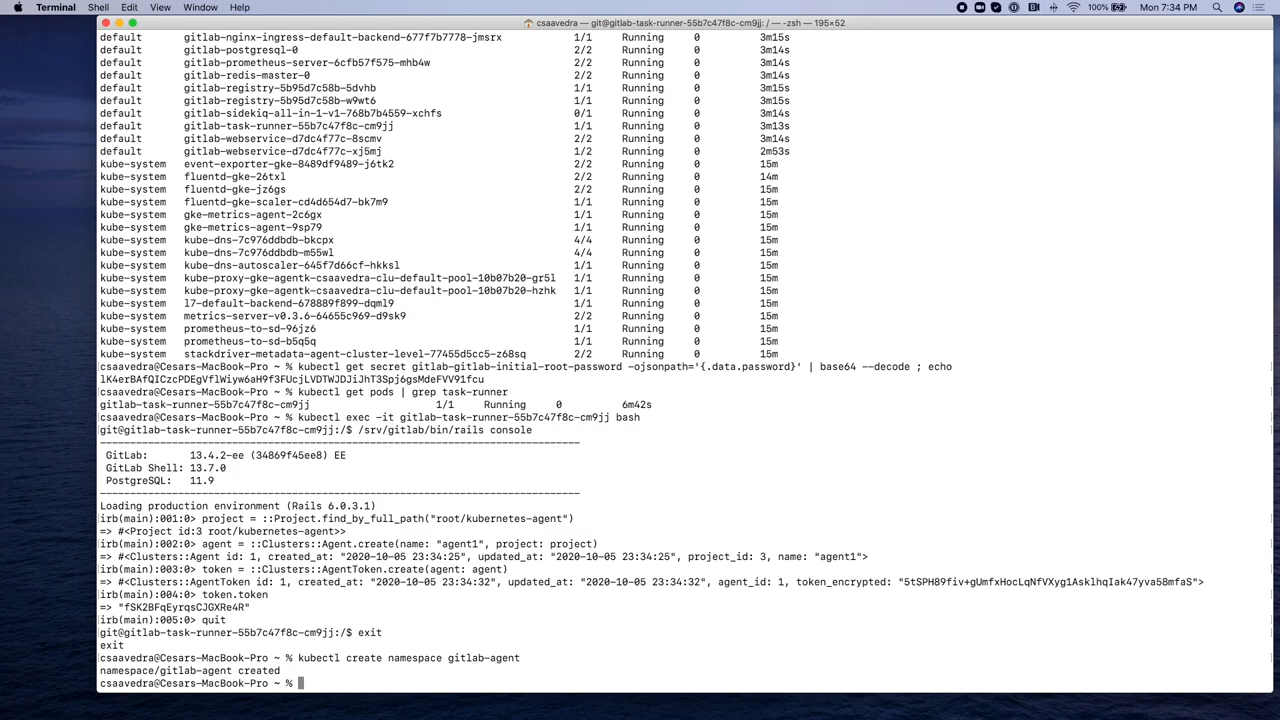 Terminal Shell Edit View Window Help 100% Mon 7:34 PM
csaavedra — git@gitlab-task-runner-55b7c47f8c-cm9jj: / — -zsh — 195×52
default gitlab-nginx-ingress-default-backend-677f7b7778-jmsrx 1/1 Running 0 3m15s
default gitlab-postgresql-0 2/2 Running 0 3m14s
default gitlab-prometheus-server-6cfb57f575-mhb4w 2/2 Running 0 3m14s
default gitlab-redis-master-0 2/2 Running 0 3m14s
default gitlab-registry-5b95d7c58b-5dvhb 1/1 Running 0 3m15s
default gitlab-registry-5b95d7c58b-w9wt6 1/1 Running 0 3m15s
default gitlab-sidekiq-all-in-1-v1-768b7b4559-xchfs 0/1 Running 0 3m14s
default gitlab-task-runner-55b7c47f8c-cm9jj 1/1 Running 0 3m13s
default gitlab-webservice-d7dc4f77c-8scmv 2/2 Running 0 3m14s
default gitlab-webservice-d7dc4f77c-xj5mj 2/2 Running 0 2m53s
kube-system event-exporter-gke-8489df9489-j6tk2 2/2 Running 0 15m
kube-system fluentd-gke-26txl 2/2 Running 0 14m
kube-system fluentd-gke-jz6gs 2/2 Running 0 15m
kube-system fluentd-gke-scaler-cd4d654d7-bk7m9 1/1 Running 0 15m
kube-system gke-metrics-agent-2c6gx 1/1 Running 0 15m
kube-system gke-metrics-agent-9sp79 1/1 Running 0 15m
kube-system kube-dns-7c976ddbdb-bkcpx 4/4 Running 0 15m
kube-system kube-dns-7c976ddbdb-m55wl 4/4 Running 0 15m
kube-system kube-dns-autoscaler-645f7d66cf-hkksl 1/1 Running 0 15m
kube-system kube-proxy-gke-agentk-csaavedra-clu-default-pool-10b07b20-gr5l 1/1 Running 0 15m
kube-system kube-proxy-gke-agentk-csaavedra-clu-default-pool-10b07b20-hzhk 1/1 Running 0 15m
kube-system l7-default-backend-678889f899-dqml9 1/1 Running 0 15m
kube-system metrics-server-v0.3.6-64655c969-d9sk9 2/2 Running 0 15m
kube-system prometheus-to-sd-96jz6 1/1 Running 0 15m
kube-system prometheus-to-sd-b5q5q 1/1 Running 0 15m
kube-system stackdriver-metadata-agent-cluster-level-77455d5cc5-z68sq 2/2 Running 0 15m
csaavedra@Cesars-MacBook-Pro ~ % kubectl get secret gitlab-gitlab-initial-root-password -ojsonpath='{.data.password}' | base64 --decode ; echo
lK4erBAfQICzcPDEgVflWiyw6aH9f3FUcjLVDTWJDJiJhT3Spj6gsMdeFVV91fcu
csaavedra@Cesars-MacBook-Pro ~ % kubectl get pods | grep task-runner
gitlab-task-runner-55b7c47f8c-cm9jj 1/1 Running 0 6m42s
csaavedra@Cesars-MacBook-Pro ~ % kubectl exec -it gitlab-task-runner-55b7c47f8c-cm9jj bash
git@gitlab-task-runner-55b7c47f8c-cm9jj:/$ /srv/gitlab/bin/rails console
--------------------------------------------------------------------------------
GitLab: 13.4.2-ee (34869f45ee8) EE
GitLab Shell: 13.7.0
PostgreSQL: 11.9
--------------------------------------------------------------------------------
Loading production environment (Rails 6.0.3.1)
irb(main):001:0> project = ::Project.find_by_full_path("root/kubernetes-agent")
=> #<Project id:3 root/kubernetes-agent>>
irb(main):002:0> agent = ::Clusters::Agent.create(name: "agent1", project: project)
=> #<Clusters::Agent id: 1, created_at: "2020-10-05 23:34:25", updated_at: "2020-10-05 23:34:25", project_id: 3, name: "agent1">
irb(main):003:0> token = ::Clusters::AgentToken.create(agent: agent)
=> #<Clusters::AgentToken id: 1, created_at: "2020-10-05 23:34:32", updated_at: "2020-10-05 23:34:32", agent_id: 1, token_encrypted: "5tSPH89fiv+gUmfxHocLqNfVXyg1AsklhqIak47yva58mfaS">
irb(main):004:0> token.token
=> "fSK2BFqEyrqsCJGXRe4R"
irb(main):005:0> quit
git@gitlab-task-runner-55b7c47f8c-cm9jj:/$ exit
exit
csaavedra@Cesars-MacBook-Pro ~ % kubectl create namespace gitlab-agent
namespace/gitlab-agent created
csaavedra@Cesars-MacBook-Pro ~ %